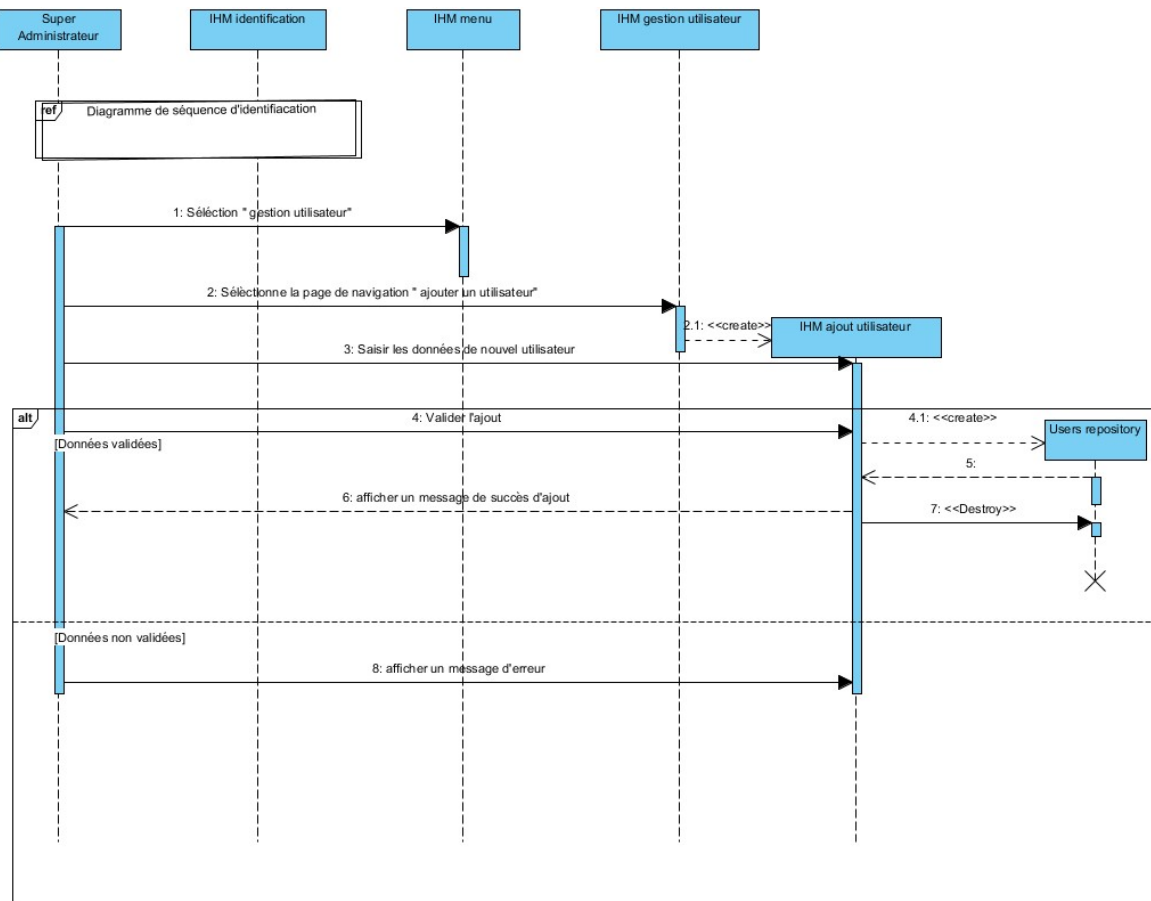 Super
Administrateur
IHM identification
IHM menu
IHM gestion utilisateur
ref
Diagramme de séquence d'identifiacation
1: Séléction " gestion utilisateur"
2: Sélèctionne la page de navigation " ajouter un utilisateur"
2.1: <<create>>
IHM ajout utilisateur
3: Saisir les données de nouvel utilisateur
alt
4: Valider l'ajout
4.1: <<create>>
Users repository
[Données validées]
5:
6: afficher un message de succès d'ajout
7: <<Destroy>>
[Données non validées]
8: afficher un message d'erreur